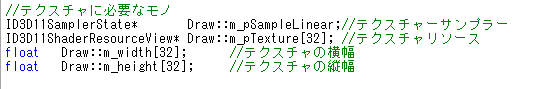 //テクスチャに必要なモノ
ID3D11SamplerState*      Draw::m_pSampleLinear;//テクスチャーサンプラー
ID3D11ShaderResourceView* Draw::m_pTexture[32]; //テクスチャリソース
float   Draw::m_width[32];      //テクスチャの横幅
float   Draw::m_height[32];     //テクスチャの縦幅